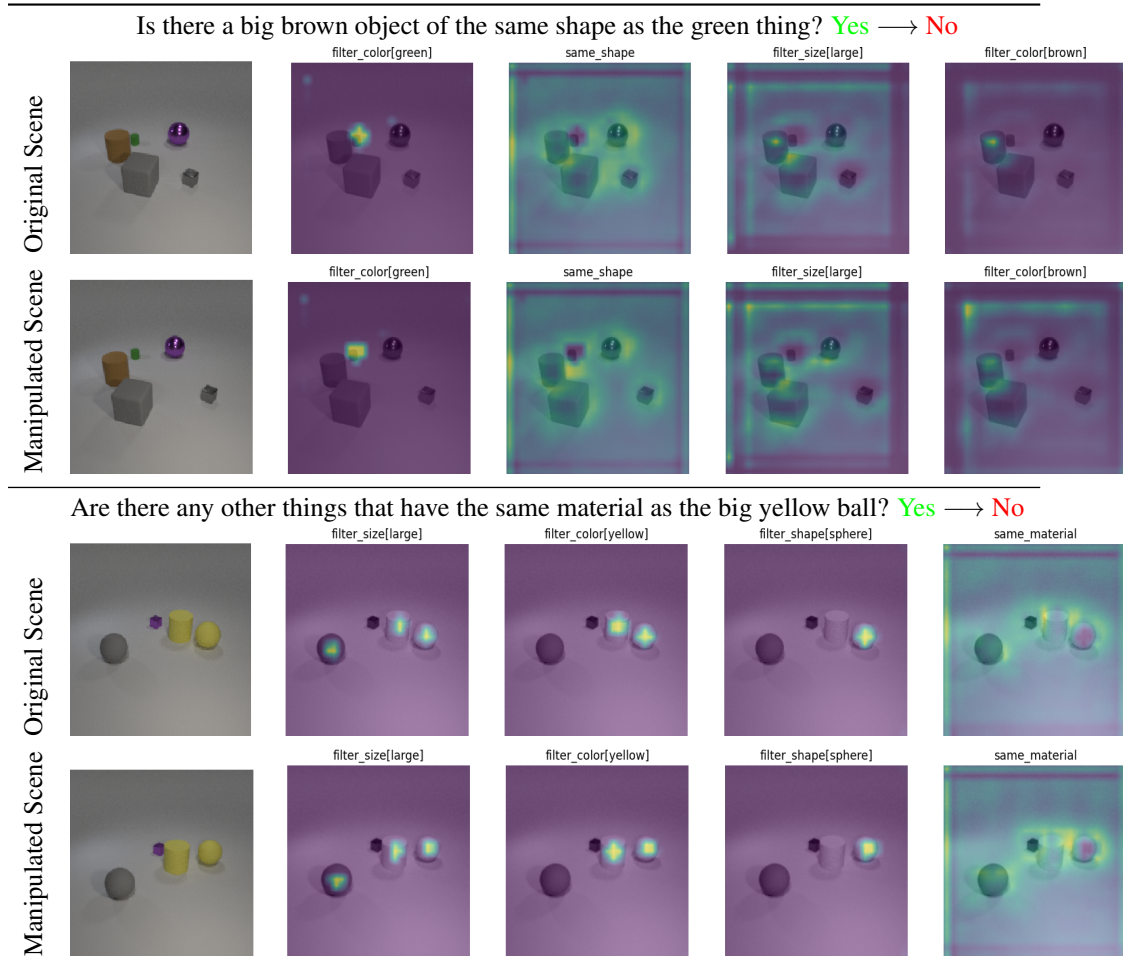 Is there a big brown object of the same shape as the green thing? Yes → No
filter_color[green] same_shape filter_size[large] filter_color[brown]
Original Scene
filter_color[green] same_shape filter_size[large] filter_color[brown]
Manipulated Scene
Are there any other things that have the same material as the big yellow ball? Yes → No
filter_size[large] filter_color[yellow] filter_shape[sphere] same_material
Original Scene
filter_size[large] filter_color[yellow] filter_shape[sphere] same_material
Manipulated Scene